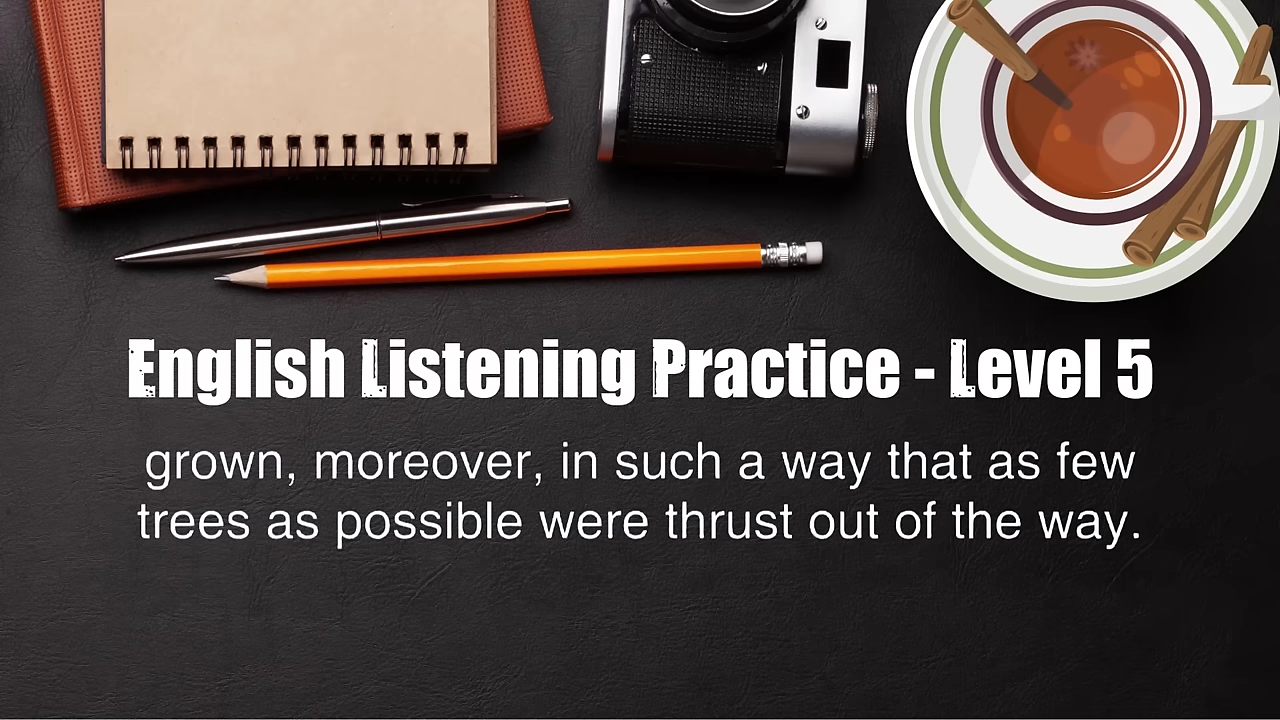 English Listening Practice - Level 5
grown, moreover, in such a way that as few
trees as possible were thrust out of the way.